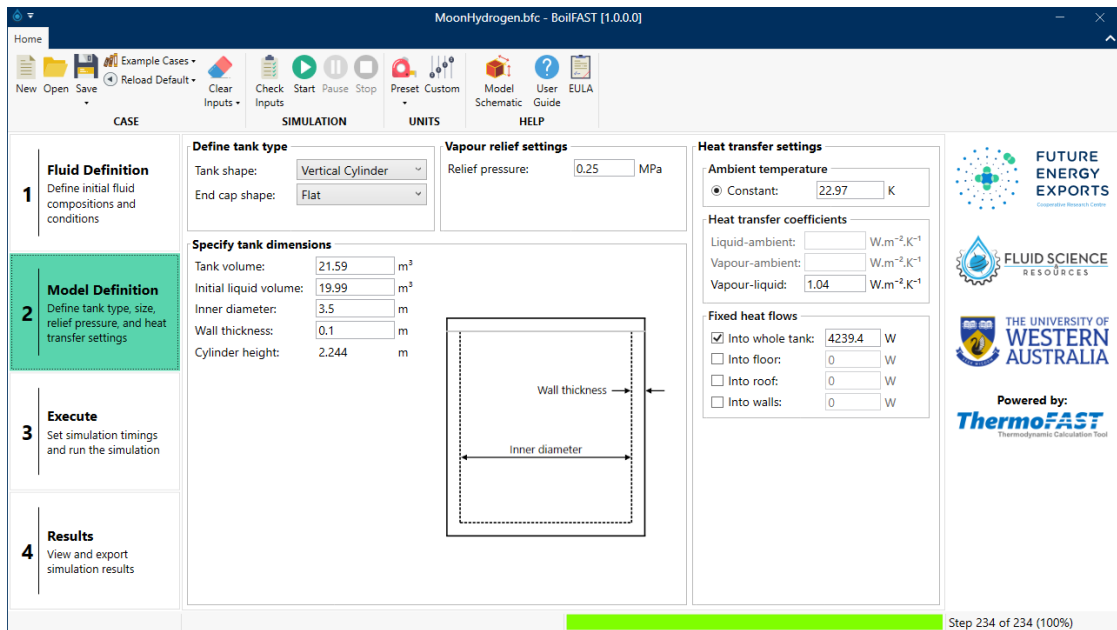 MoonHydrogen.bfc - BoilFAST [1.0.0.0]
Home
New
Open
Save
Example Cases
Reload Default
Clear Inputs
CASE
Check Inputs
Start
Pause
Stop
SIMULATION
Preset
Custom
UNITS
Model Schematic
User Guide
EULA
HELP
1
Fluid Definition
Define initial fluid
compositions and
conditions
2
Model Definition
Define tank type, size,
relief pressure, and heat
transfer settings
3
Execute
Set simulation timings
and run the simulation
4
Results
View and export
simulation results
Define tank type
Tank shape: Vertical Cylinder
End cap shape: Flat
Vapour relief settings
Relief pressure: 0.25 MPa
Specify tank dimensions
Tank volume: 21.59 m³
Initial liquid volume: 19.99 m³
Inner diameter: 3.5 m
Wall thickness: 0.1 m
Cylinder height: 2.244 m
Wall thickness
Inner diameter
Heat transfer settings
Ambient temperature
Constant: 22.97 K
Heat transfer coefficients
Liquid-ambient: W.m⁻².K⁻¹
Vapour-ambient: W.m⁻².K⁻¹
Vapour-liquid: 1.04 W.m⁻².K⁻¹
Fixed heat flows
Into whole tank: 4239.4 W
Into floor: 0 W
Into roof: 0 W
Into walls: 0 W
FUTURE
ENERGY
EXPORTS
Cooperative Research Centre
FLUID SCIENCE
&
RESOURCES
THE UNIVERSITY OF
WESTERN
AUSTRALIA
Powered by:
ThermoFAST
Thermodynamic Calculation Tool
Step 234 of 234 (100%)